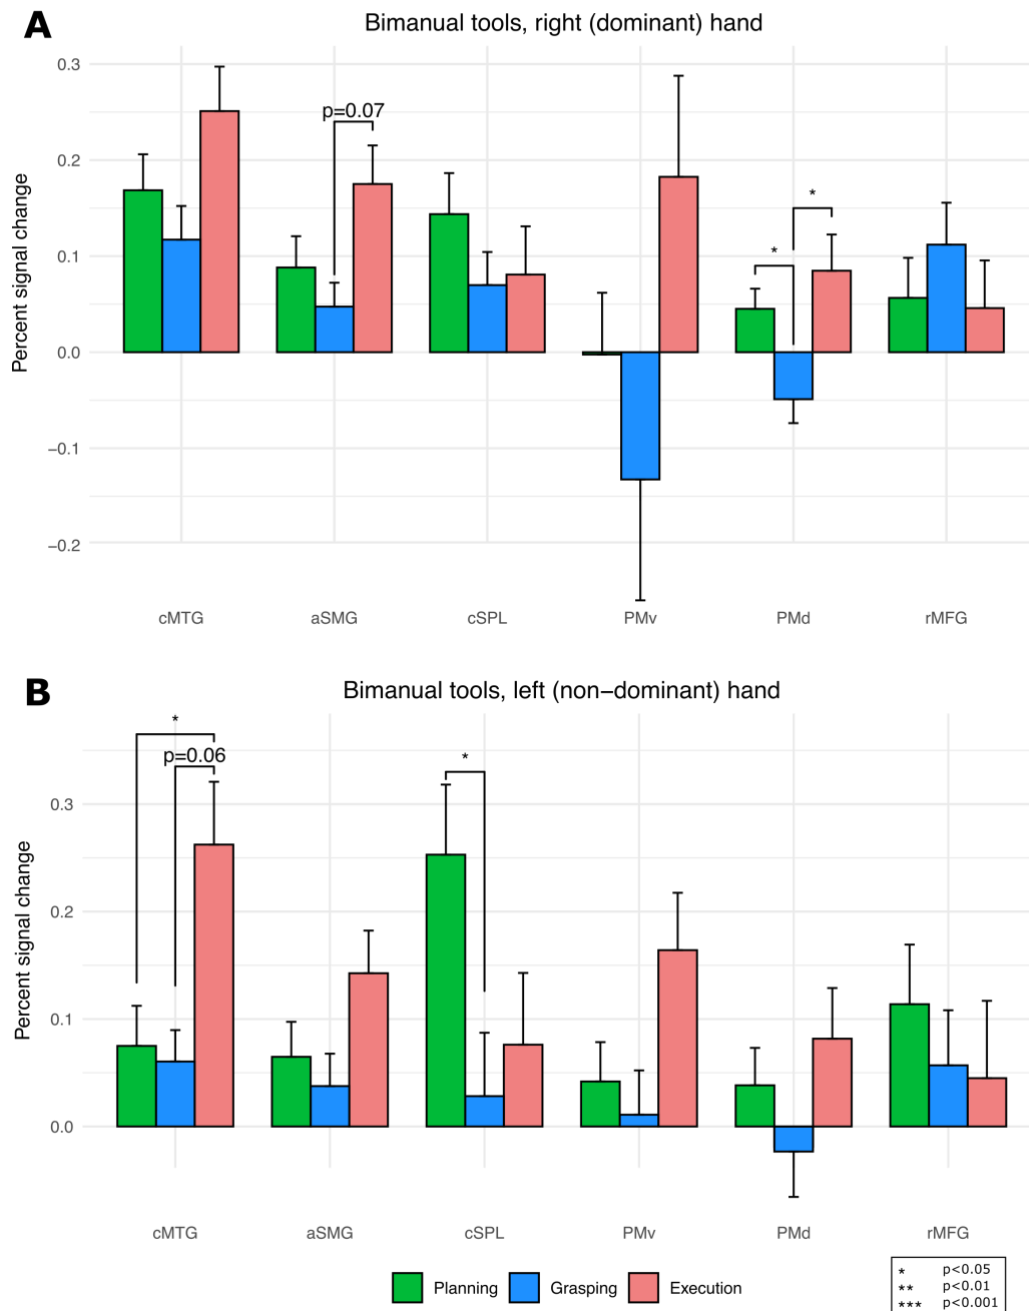 A
Bimanual tools, right (dominant) hand
Percent signal change
0.3
0.2
0.1
0.0
−0.1
−0.2
p=0.07
*
*
cMTG aSMG cSPL PMv PMd rMFG
B
Bimanual tools, left (non−dominant) hand
Percent signal change
0.3
0.2
0.1
0.0
*
p=0.06
*
cMTG aSMG cSPL PMv PMd rMFG
Planning Grasping Execution
* p<0.05
** p<0.01
*** p<0.001